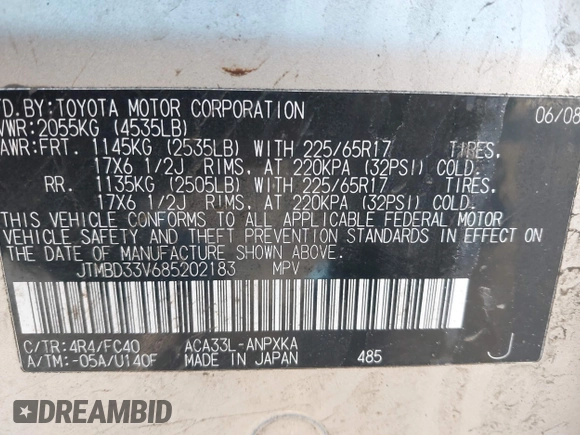 FD.BY:TOYOTA MOTOR CORPORATION 06/08
VWR:2055KG (4535LB)
AWR:FRT. 1145KG (2535LB) WITH 225/65R17 TIRES,
17X6 1/2J RIMS, AT 220KPA (32PSI) COLD.
RR. 1135KG (2505LB) WITH 225/65R17 TIRES,
17X6 1/2J RIMS, AT 220KPA (32PSI) COLD.
THIS VEHICLE CONFORMS TO ALL APPLICABLE FEDERAL MOTOR
VEHICLE SAFETY AND THEFT PREVENTION STANDARDS IN EFFECT ON
THE DATE OF MANUFACTURE SHOWN ABOVE.
JTMBD33V685202183 MPV
C/TR:4R4/FC40 ACA33L-ANPXKA
A/TM:-05A/U140F MADE IN JAPAN 485 J
DREAMBID